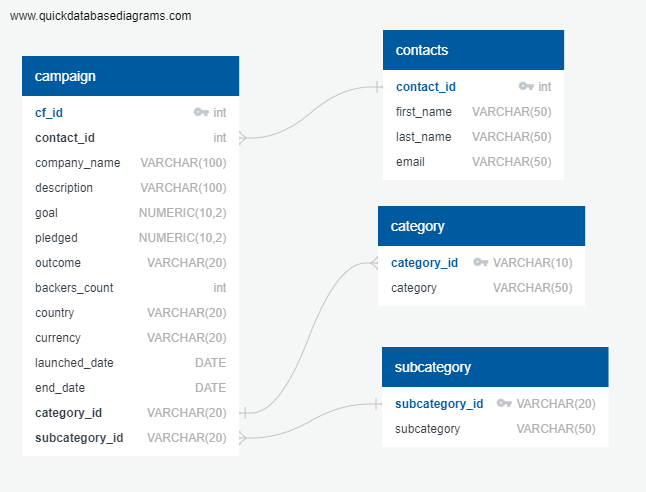 www.quickdatabasediagrams.com
campaign
cf_id int
contact_id int
company_name VARCHAR(100)
description VARCHAR(100)
goal NUMERIC(10,2)
pledged NUMERIC(10,2)
outcome VARCHAR(20)
backers_count int
country VARCHAR(20)
currency VARCHAR(20)
launched_date DATE
end_date DATE
category_id VARCHAR(20)
subcategory_id VARCHAR(20)
contacts
contact_id int
first_name VARCHAR(50)
last_name VARCHAR(50)
email VARCHAR(50)
category
category_id VARCHAR(10)
category VARCHAR(50)
subcategory
subcategory_id VARCHAR(20)
subcategory VARCHAR(50)